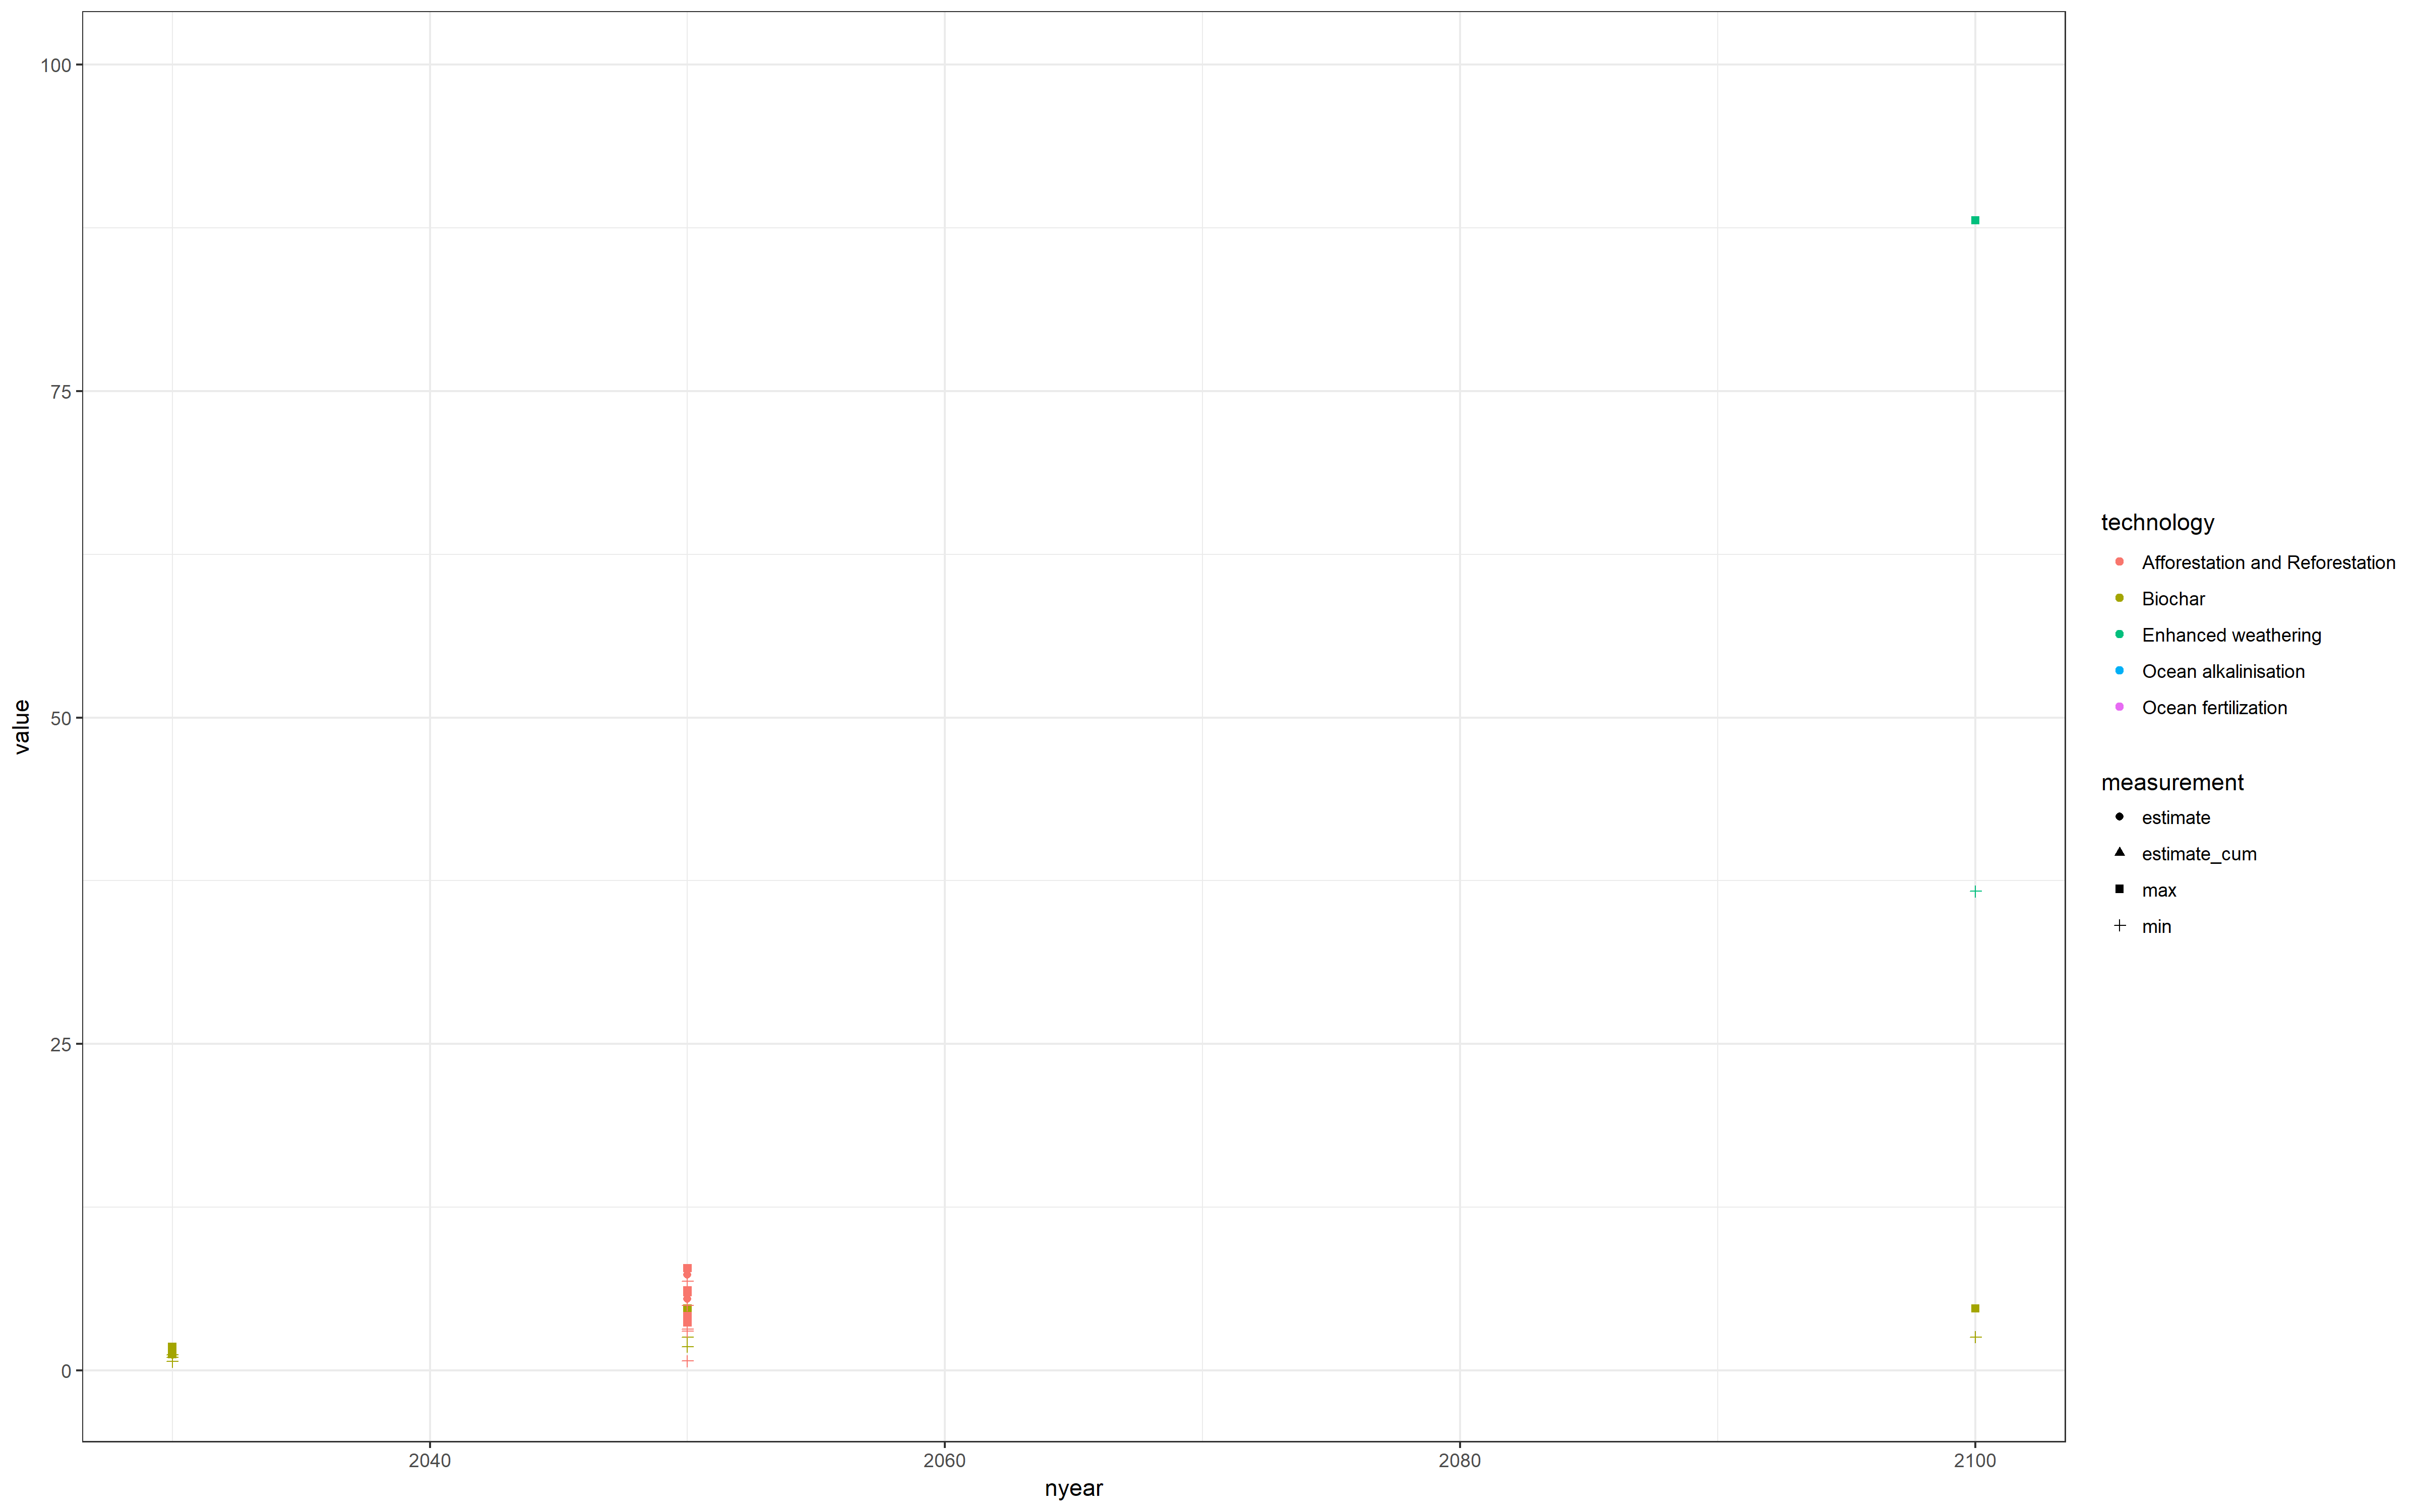 100
75
50
25
0
value
2040
2060
2080
2100
nyear
technology
Afforestation and Reforestation
Biochar
Enhanced weathering
Ocean alkalinisation
Ocean fertilization
measurement
estimate
estimate_cum
max
min